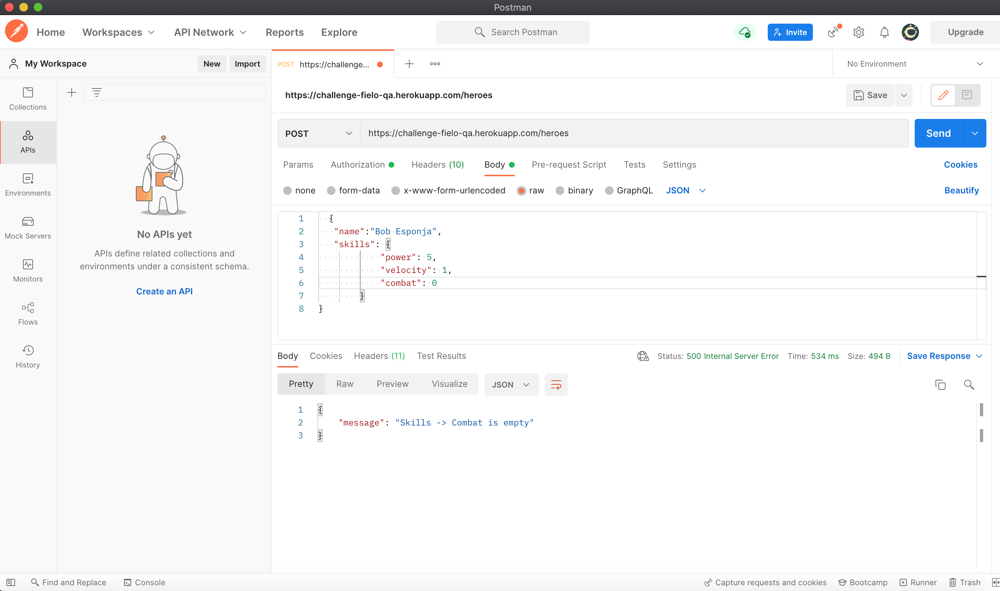 Postman
Home Workspaces API Network Reports Explore Search Postman Invite Upgrade
My Workspace New Import
POST https://challenge... No Environment
Collections
APIs
Environments
Mock Servers
Monitors
Flows
History
No APIs yet
APIs define related collections and
environments under a consistent schema.
Create an API
https://challenge-fielo-qa.herokuapp.com/heroes Save
POST https://challenge-fielo-qa.herokuapp.com/heroes Send
Params Authorization Headers (10) Body Pre-request Script Tests Settings Cookies
none form-data x-www-form-urlencoded raw binary GraphQL JSON Beautify
1 {
2 "name":"Bob Esponja",
3 "skills": {
4 "power": 5,
5 "velocity": 1,
6 "combat": 0
7 }
8 }
Body Cookies Headers (11) Test Results Status: 500 Internal Server Error Time: 534 ms Size: 494 B Save Response
Pretty Raw Preview Visualize JSON
1 {
2 "message": "Skills -> Combat is empty"
3 }
Find and Replace Console Capture requests and cookies Bootcamp Runner Trash